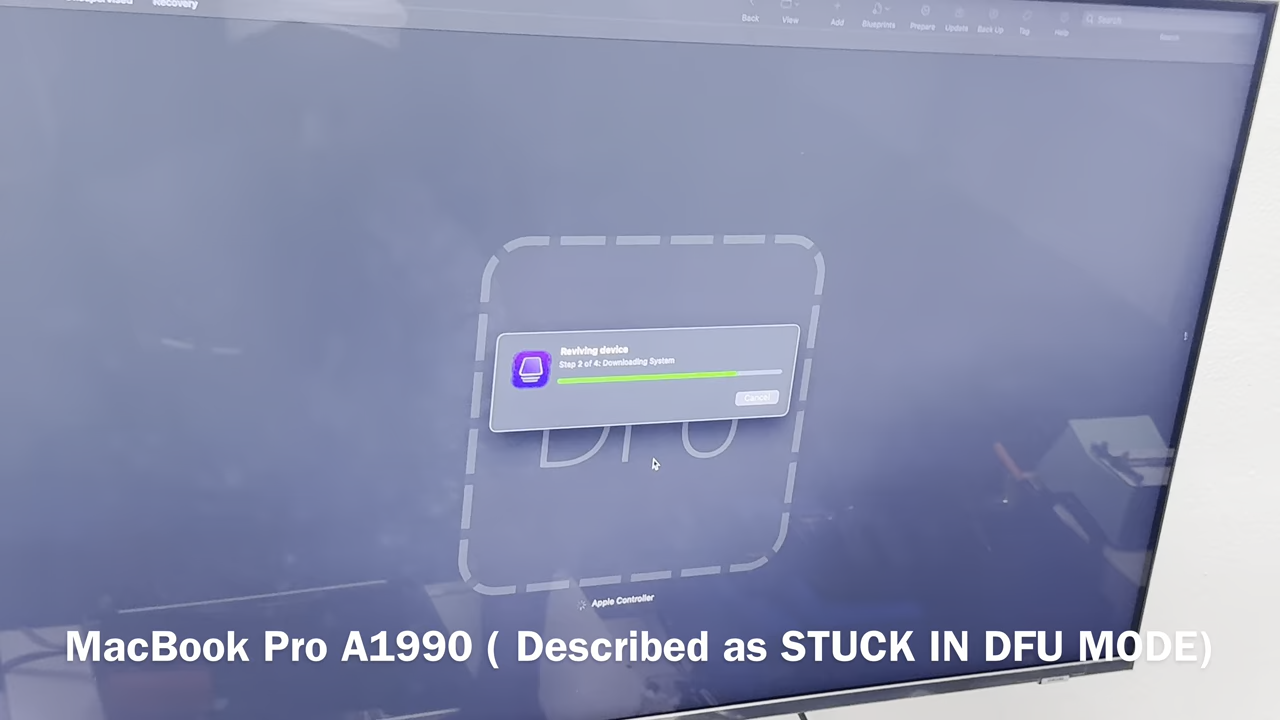 Recovery
Back View Add Blueprints Prepare Update Back Up Tag Help Search
Search
Reviving device
Step 2 of 4: Downloading System
Cancel
DFU
Apple Controller
MacBook Pro A1990 ( Described as STUCK IN DFU MODE)